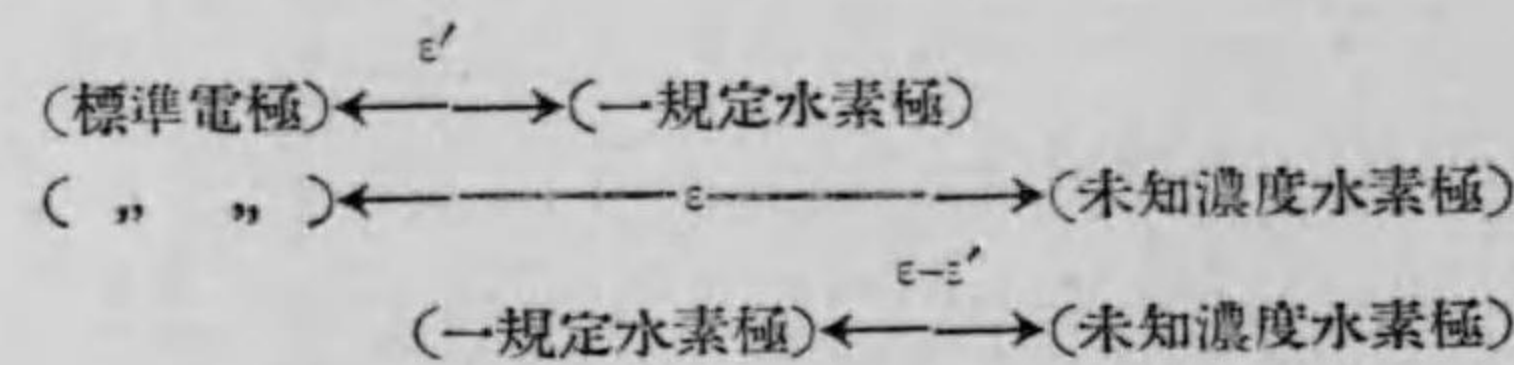 ε′
(標準電極)←→(一規定水素極)
( 〃 〃 )←ε→(未知濃度水素極)
ε−ε′
(一規定水素極)←→(未知濃度水素極)